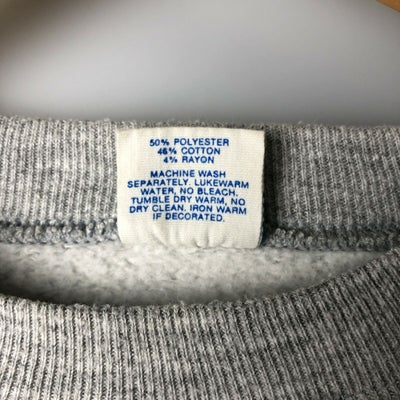 50% POLYESTER
46% COTTON
4% RAYON
MACHINE WASH
SEPARATELY. LUKEWARM
WATER, NO BLEACH.
TUMBLE DRY WARM, NO
DRY CLEAN. IRON WARM
IF DECORATED.